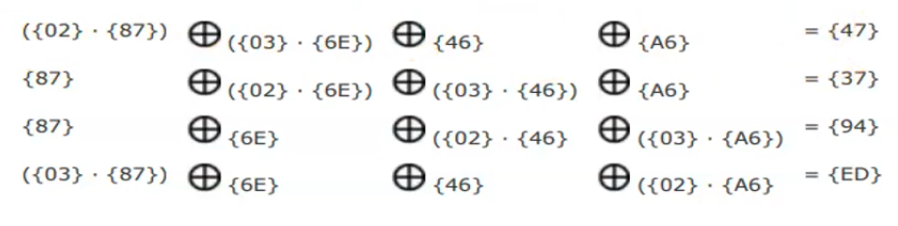 ({02} · {87}) ⊕ ({03} · {6E}) ⊕ {46} ⊕ {A6} = {47}
{87} ⊕ ({02} · {6E}) ⊕ ({03} · {46}) ⊕ {A6} = {37}
{87} ⊕ {6E} ⊕ ({02} · {46} ⊕ ({03} · {A6}) = {94}
({03} · {87}) ⊕ {6E} ⊕ {46} ⊕ ({02} · {A6} = {ED}